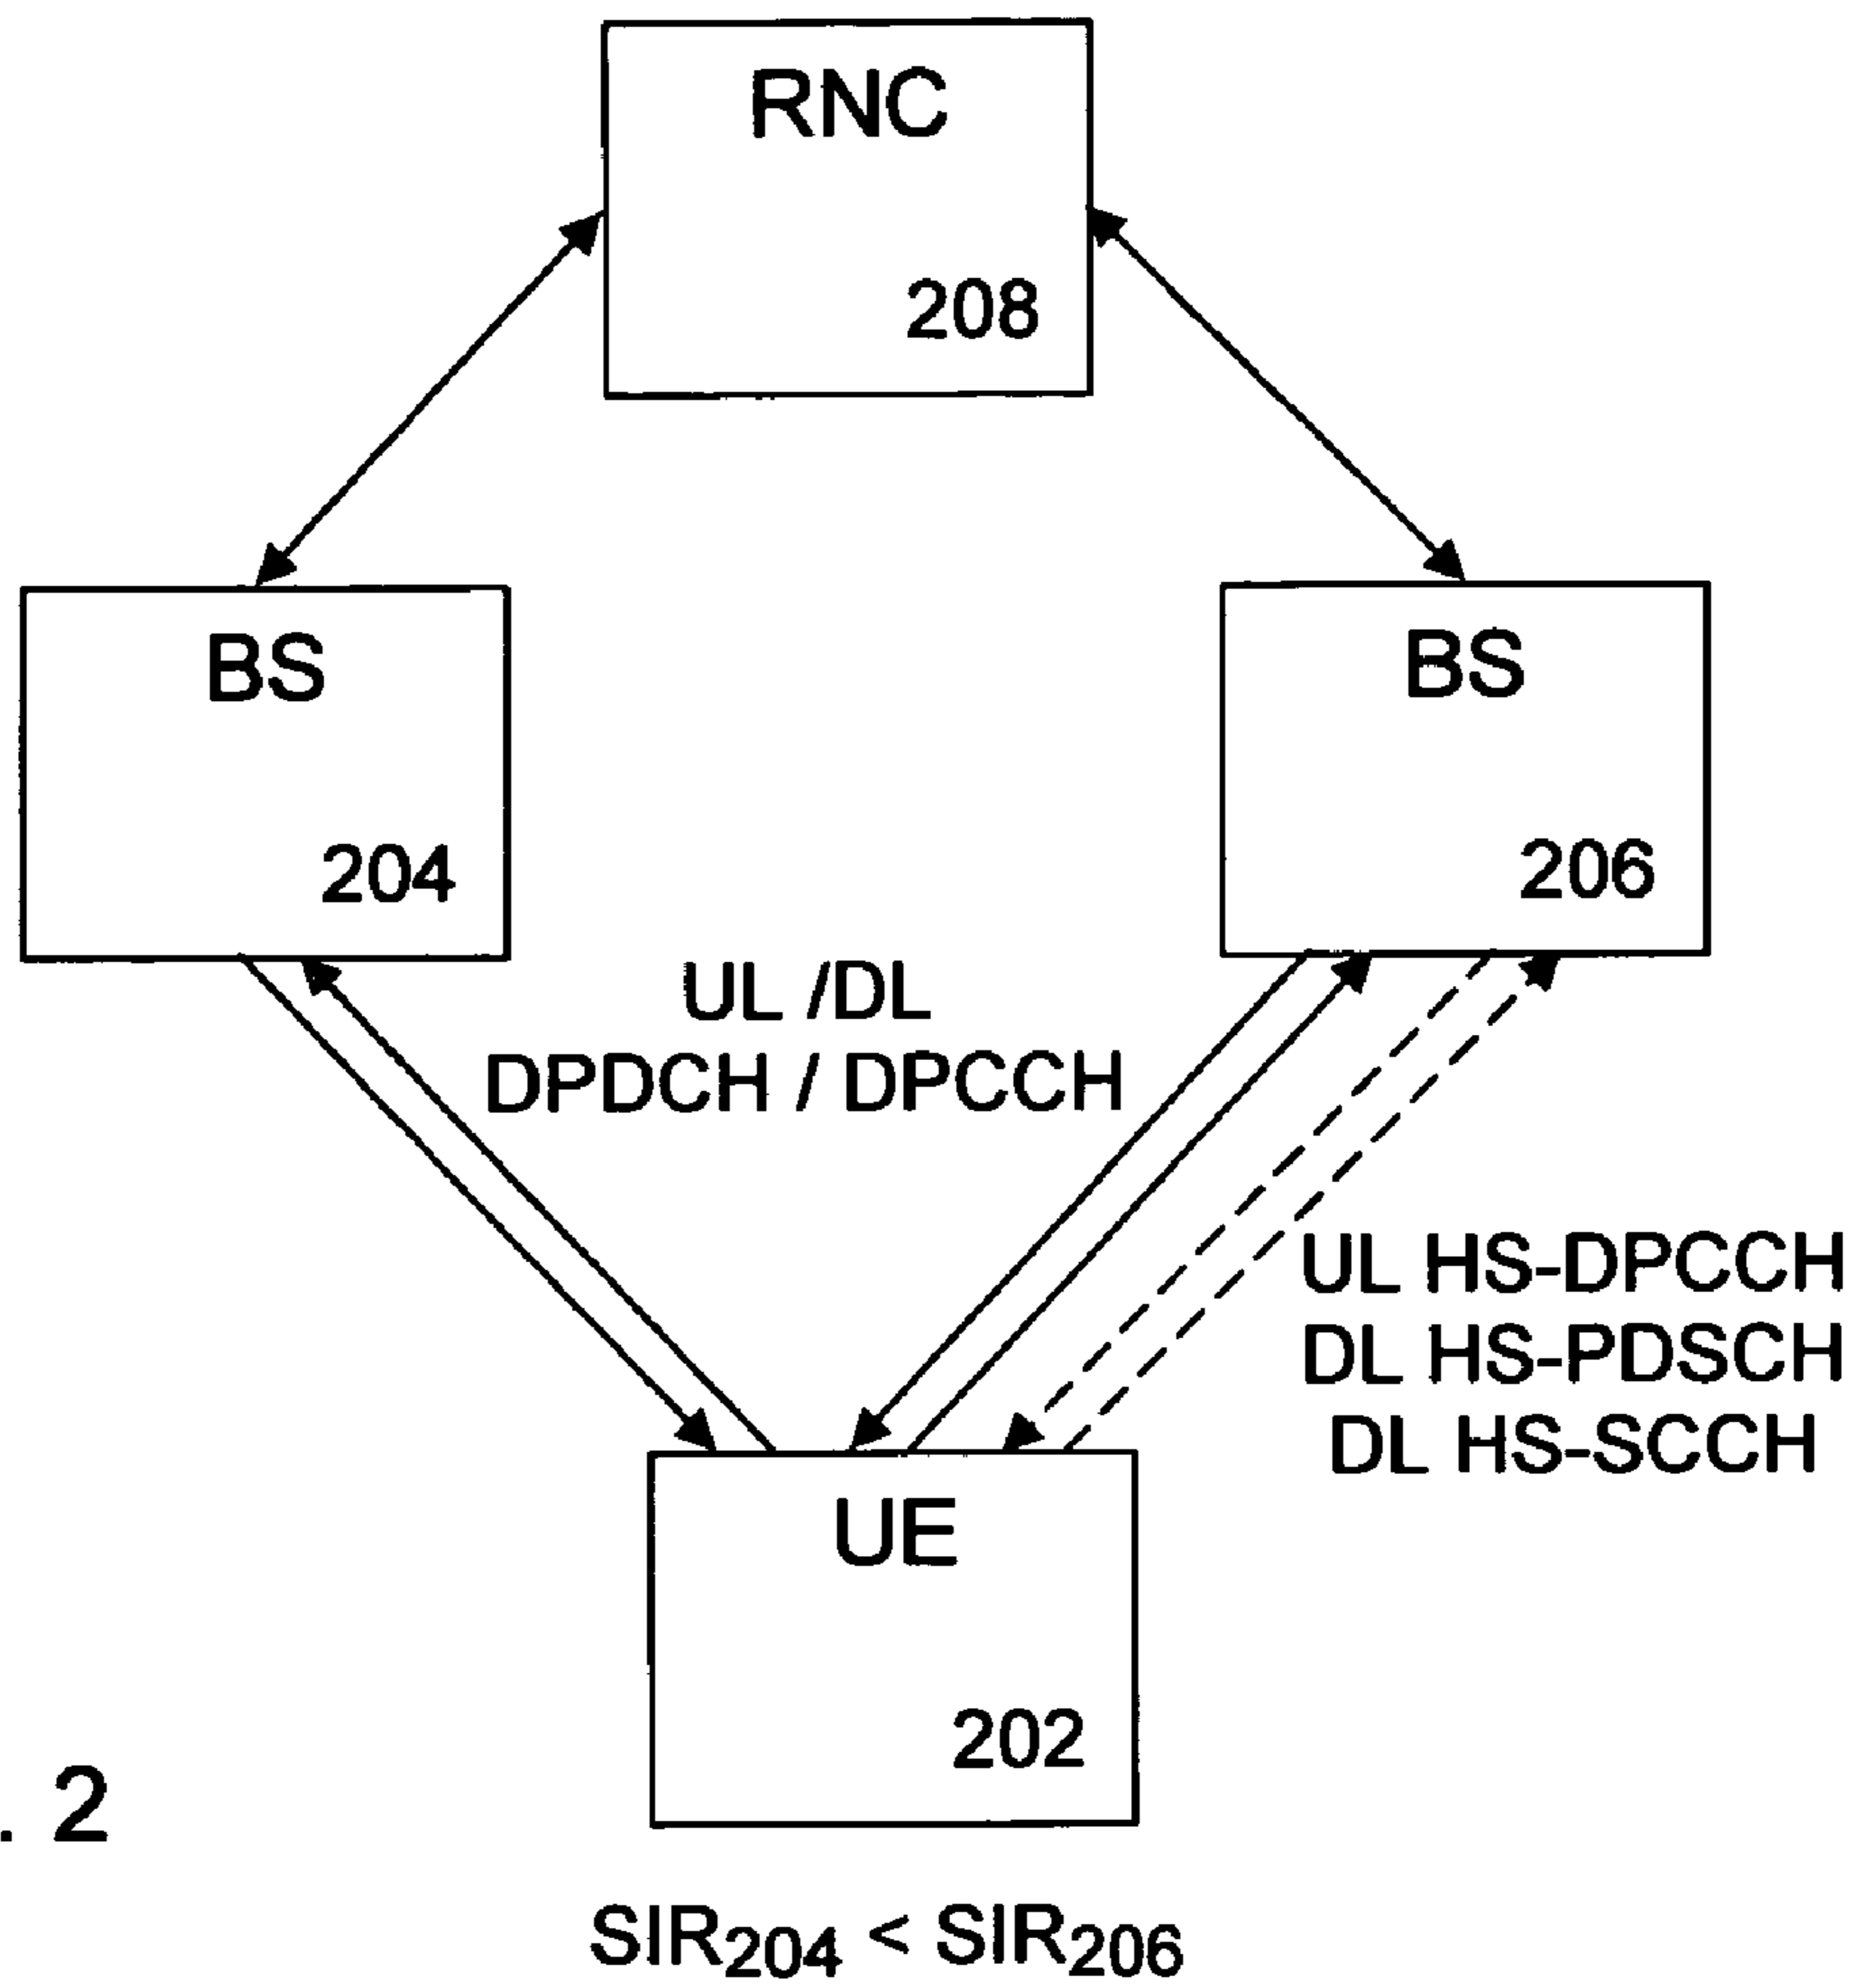 RNC
208
BS
204
BS
206
UL /DL
DPDCH / DPCCH
UL HS-DPCCH
DL HS-PDSCH
DL HS-SCCH
UE
202
. 2
SIR204 < SIR206